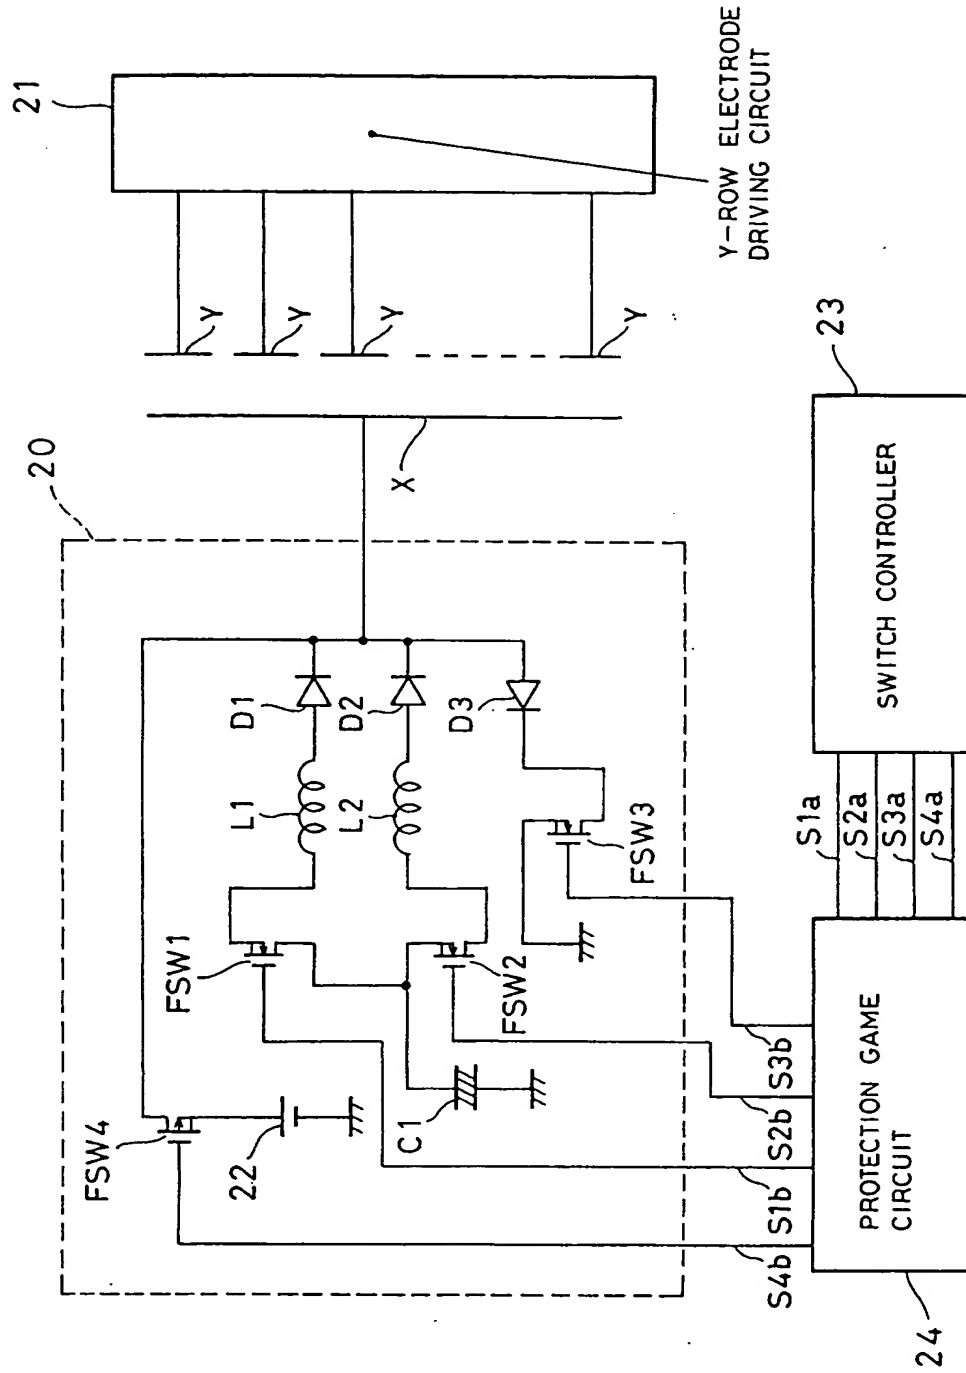 20
21
FSW4
FSW1
L1
D1
Y
Y
Y
Y
22
C1
FSW2
L2
D2
D3
X
FSW3
Y-ROW ELECTRODE
DRIVING CIRCUIT
S4b
S1b
S2b
S3b
S1a
S2a
S3a
S4a
23
24
PROTECTION GAME
CIRCUIT
SWITCH CONTROLLER